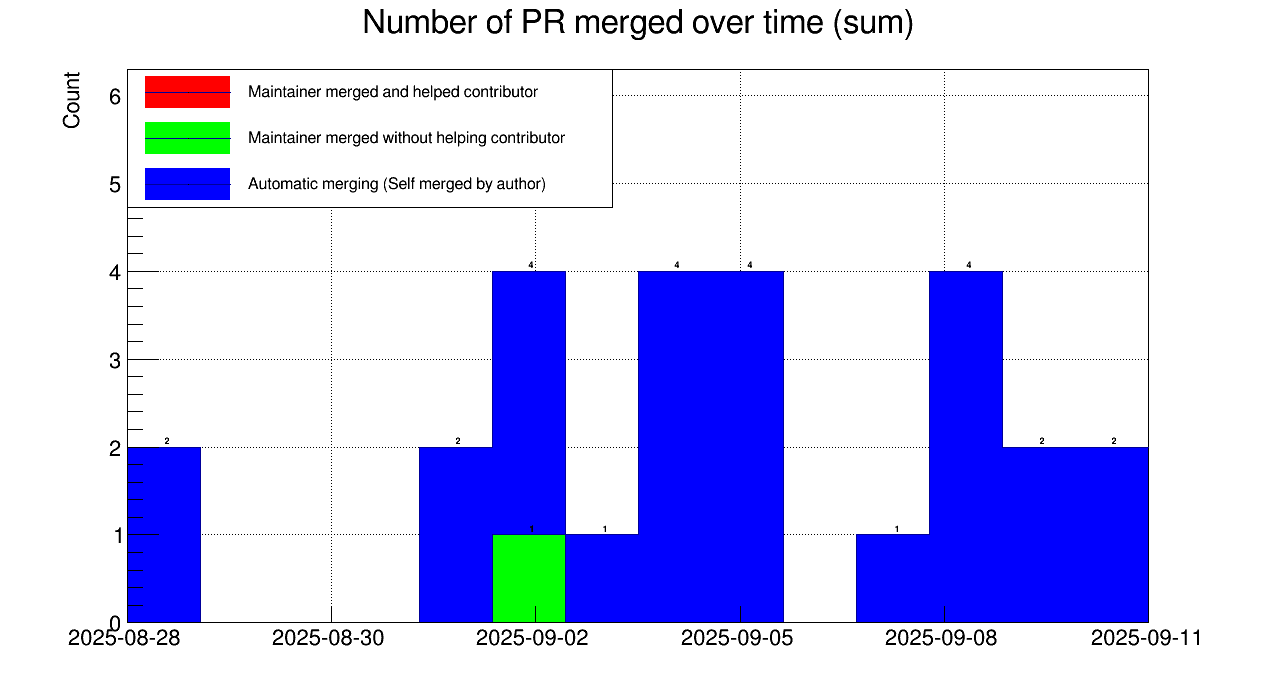 Number of PR merged over time (sum)
Count
Maintainer merged and helped contributor
Maintainer merged without helping contributor
Automatic merging (Self merged by author)
6
5
4
3
2
1
0
2 2 4 1 1 4 4 1 4 2 2
2025-08-28 2025-08-30 2025-09-02 2025-09-05 2025-09-08 2025-09-11